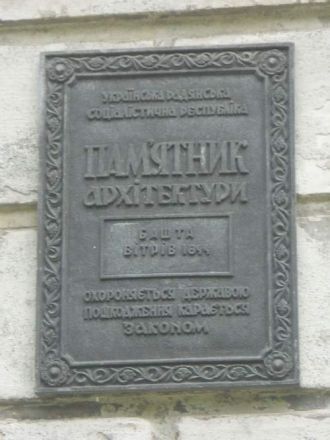 УКРАЇНСЬКА РАДЯНСЬКА
СОЦІАЛІСТИЧНА РЕСПУБЛІКА
ПАМ'ЯТНИК
АРХІТЕКТУРИ
БАШТА
ВІТРІВ 1844
ОХОРОНЯЄТЬСЯ ДЕРЖАВОЮ
ПОШКОДЖЕННЯ КАРАЄТЬСЯ
ЗАКОНОМ